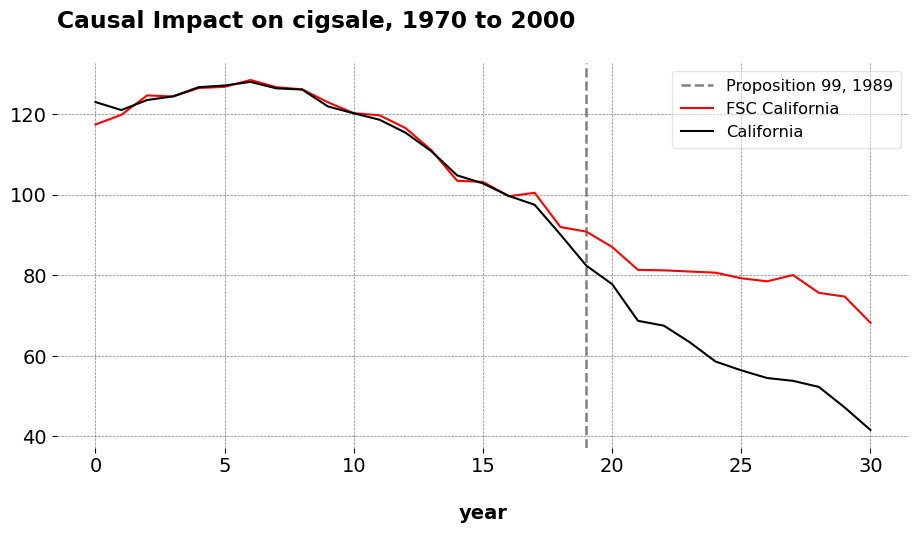 Causal Impact on cigsale, 1970 to 2000
Proposition 99, 1989
FSC California
California
120
100
80
60
40
0 5 10 15 20 25 30
year